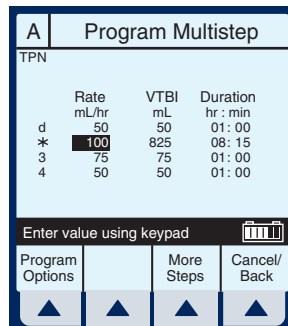 A Program Multistep
TPN
Rate VTBI Duration
mL/hr mL hr : min
d 50 50 01: 00
* 100 825 08: 15
3 75 75 01: 00
4 50 50 01: 00
Enter value using keypad
Program More Cancel/
Options Steps Back